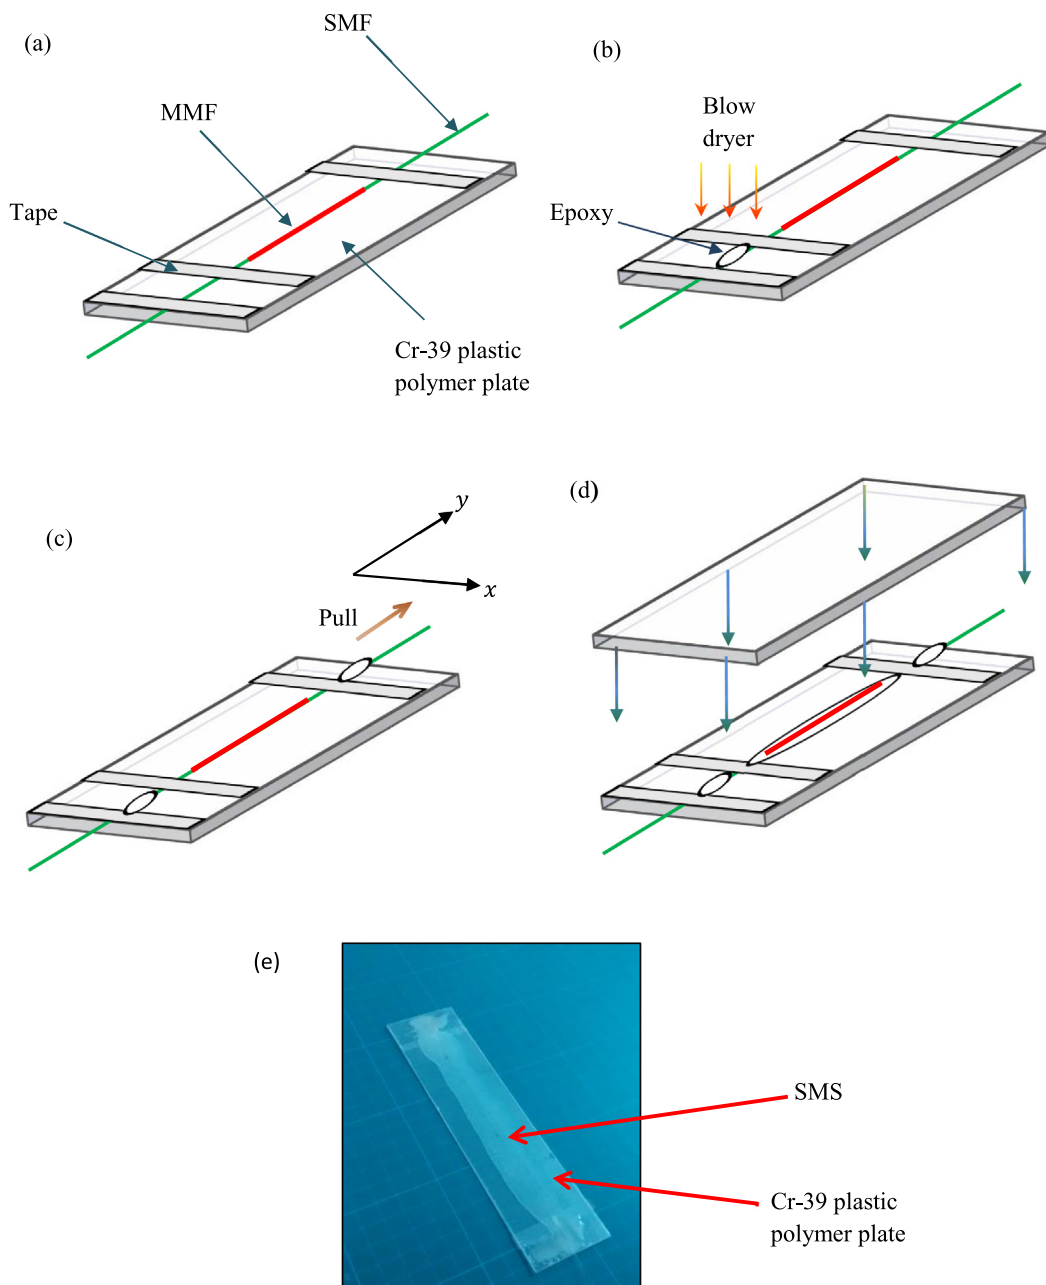 (a)
SMF
MMF
Tape
Cr-39 plastic
polymer plate
(b)
Blow
dryer
Epoxy
(c)
y
x
Pull
(d)
(e)
SMS
Cr-39 plastic
polymer plate